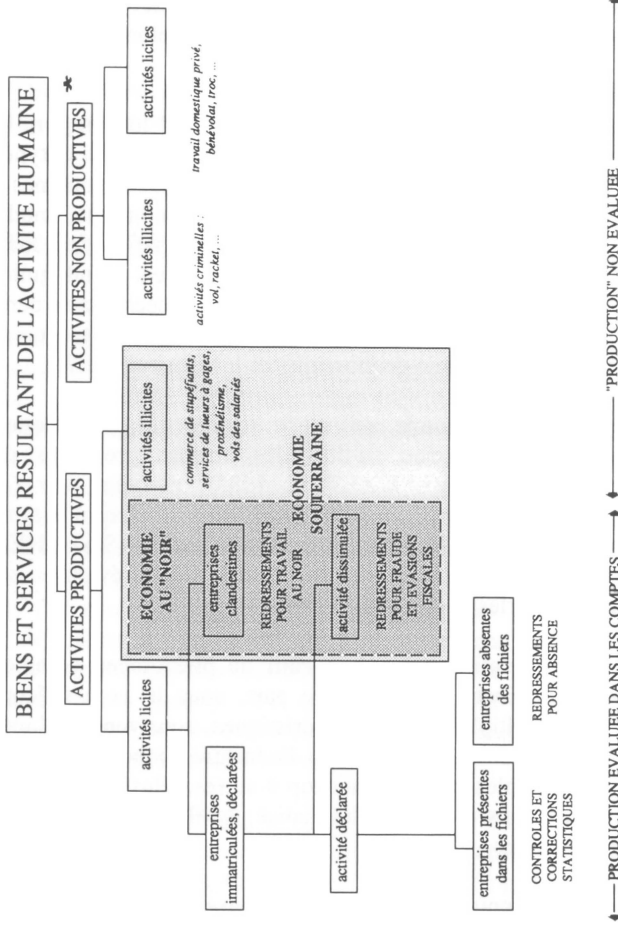 BIENS ET SERVICES RESULTANT DE L'ACTIVITE HUMAINE
ACTIVITES PRODUCTIVES
ACTIVITES NON PRODUCTIVES
*
activités licites
activités illicites
activités illicites
activités licites
commerce de stupéfiants,
services de tueurs à gages,
proxénétisme,
vols des salariés
activités criminelles :
vol, racket, ...
travail domestique privé,
bénévolat, troc, ...
ECONOMIE
AU "NOIR"
entreprises
immatriculées, déclarées
entreprises
clandestines
REDRESSEMENTS
POUR TRAVAIL
AU NOIR
ECONOMIE
SOUTERRAINE
activité déclarée
activité dissimulée
REDRESSEMENTS
POUR FRAUDE
ET EVASIONS
FISCALES
entreprises présentes
dans les fichiers
entreprises absentes
des fichiers
CONTROLES ET
CORRECTIONS
STATISTIQUES
REDRESSEMENTS
POUR ABSENCE
PRODUCTION EVALUEE DANS LES COMPTES
"PRODUCTION" NON EVALUEE